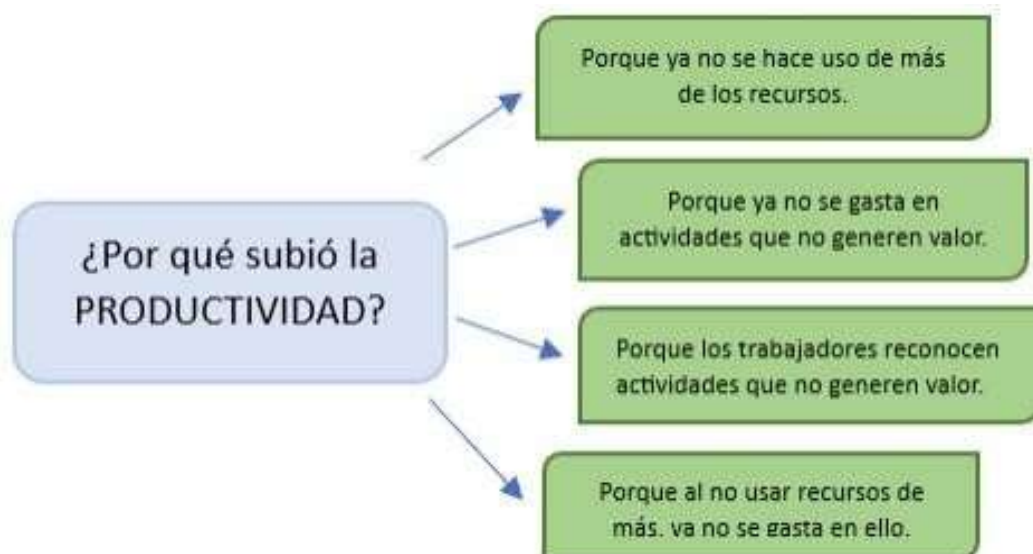 Porque ya no se hace uso de más
de los recursos.
Porque ya no se gasta en
actividades que no generen valor.
¿Por qué subió la
PRODUCTIVIDAD?
Porque los trabajadores reconocen
actividades que no generen valor.
Porque al no usar recursos de
más, ya no se gasta en ello.